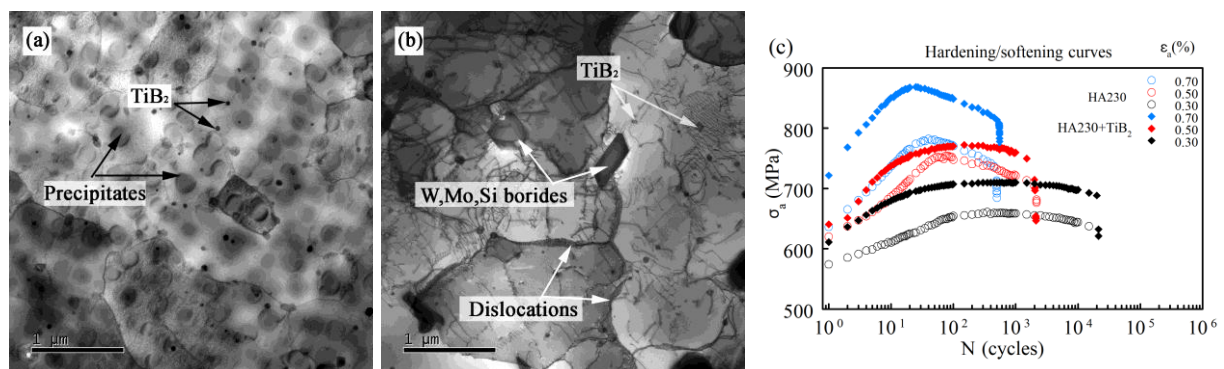 (a)
TiB₂
Precipitates
1 μm
(b)
TiB₂
W,Mo,Si borides
Dislocations
1 μm
(c)
Hardening/softening curves
εₐ(%)
HA230
0.70
0.50
0.30
HA230+TiB₂
0.70
0.50
0.30
σₐ (MPa)
900
800
700
600
500
10⁰ 10¹ 10² 10³ 10⁴ 10⁵ 10⁶
N (cycles)